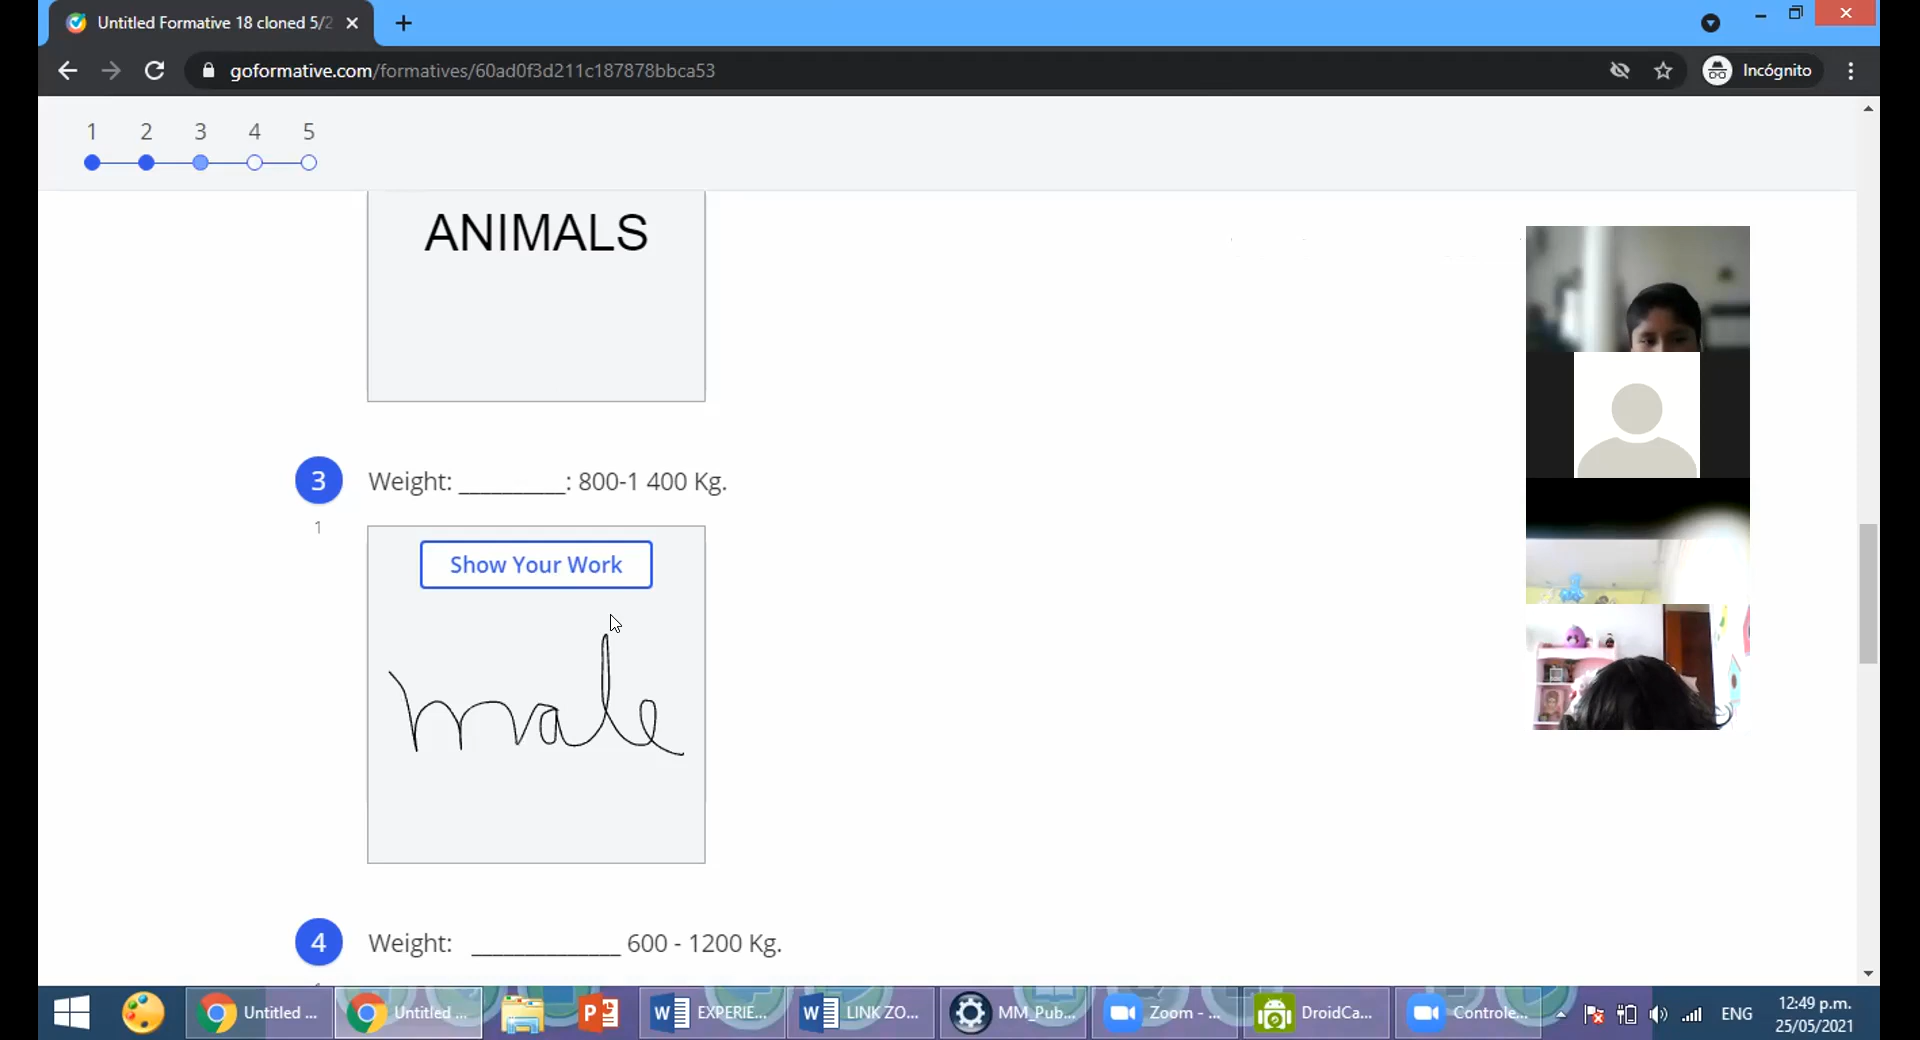 Untitled Formative 18 cloned 5/2
goformative.com/formatives/60ad0f3d211c187878bbca53
Incógnito
1 2 3 4 5
ANIMALS
3 Weight: __________: 800-1 400 Kg.
1
Show Your Work
male
4 Weight: ______________ 600 - 1200 Kg.
Untitled ...
Untitled ...
EXPERIE...
LINK ZO...
MM_Pub...
Zoom - ...
DroidCa...
Controle...
ENG
12:49 p.m.
25/05/2021